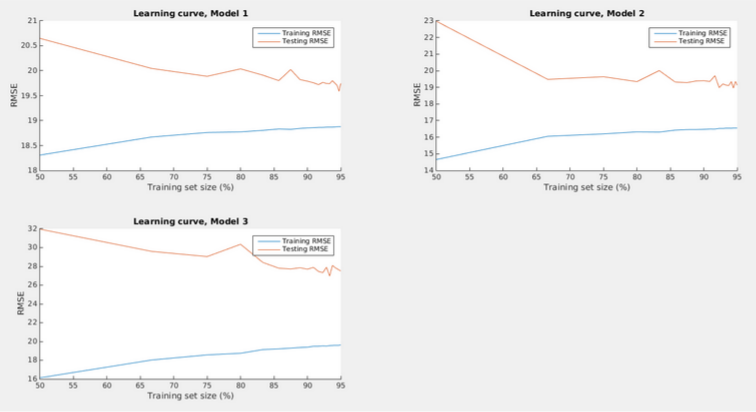 Learning curve, Model 1
21
20.5
20
19.5
19
18.5
18
RMSE
Training RMSE
Testing RMSE
50 55 60 65 70 75 80 85 90 95
Training set size (%)
Learning curve, Model 2
23
22
21
20
19
18
17
16
15
14
RMSE
Training RMSE
Testing RMSE
50 55 60 65 70 75 80 85 90 95
Training set size (%)
Learning curve, Model 3
32
30
28
26
24
22
20
18
16
RMSE
Training RMSE
Testing RMSE
50 55 60 65 70 75 80 85 90 95
Training set size (%)